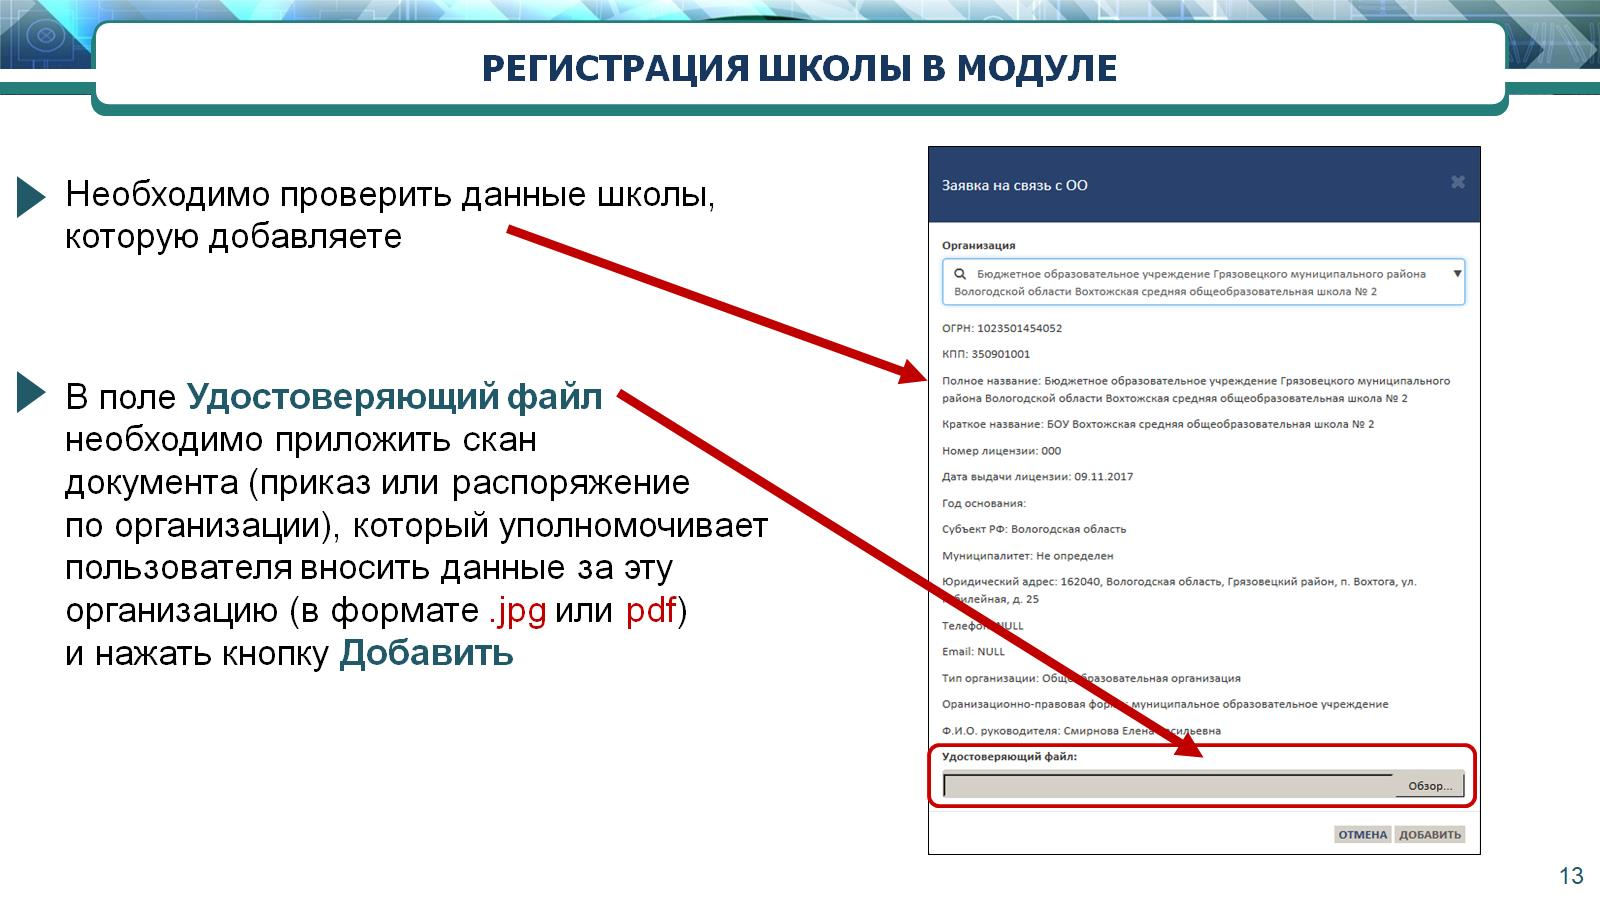 РЕГИСТРАЦИЯ ШКОЛЫ В МОДУЛЕ
Необходимо проверить данные школы,
которую добавляете
В поле Удостоверяющий файл
необходимо приложить скан
документа (приказ или распоряжение
по организации), который уполномочивает
пользователя вносить данные за эту
организацию (в формате .jpg или pdf)
и нажать кнопку Добавить
Заявка на связь с ОО
Организация
Бюджетное образовательное учреждение Грязовецкого муниципального района
Вологодской области Вохтожская средняя общеобразовательная школа № 2
ОГРН: 1023501454052
КПП: 350901001
Полное название: Бюджетное образовательное учреждение Грязовецкого муниципального
района Вологодской области Вохтожская средняя общеобразовательная школа № 2
Краткое название: БОУ Вохтожская средняя общеобразовательная школа № 2
Номер лицензии: 000
Дата выдачи лицензии: 09.11.2017
Год основания:
Субъект РФ: Вологодская область
Муниципалитет: Не определен
Юридический адрес: 162040, Вологодская область, Грязовецкий район, п. Вохтога, ул.
Юбилейная, д. 25
Телефон: NULL
Email: NULL
Тип организации: Общеобразовательная организация
Оранизационно-правовая форма: муниципальное образовательное учреждение
Ф.И.О. руководителя: Смирнова Елена Васильевна
Удостоверяющий файл:
Обзор...
ОТМЕНА ДОБАВИТЬ
13